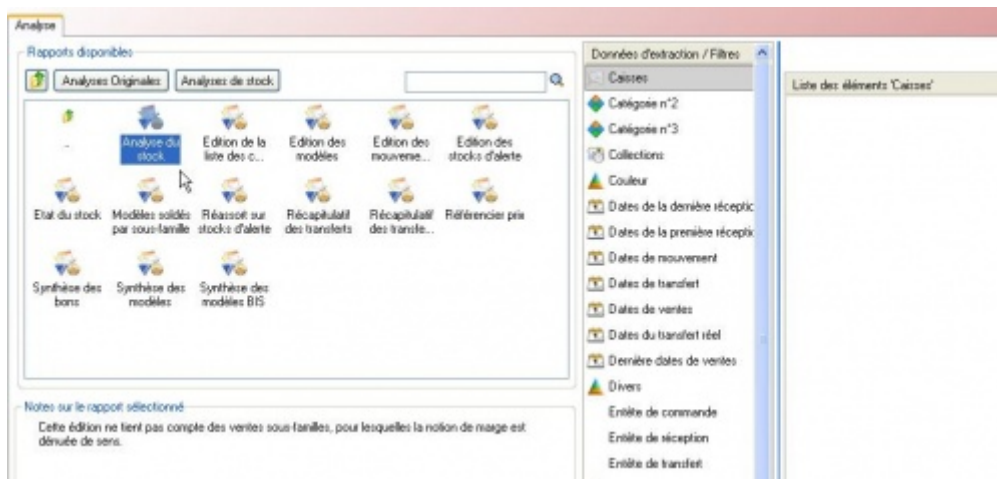 Analyse
Rapports disponibles
Analyses Originales
Analyses de stock
..
Analyse du
stock
Edition de la
liste des c...
Edition des
modèles
Edition des
mouveme...
Edition des
stocks d'alerte
Etat du stock
Modèles soldés
par sous-famille
Réassort sur
stocks d'alerte
Récapitulatif
des transferts
Récapitulatif
des transfe...
Référencier prix
Synthèse des
bons
Synthèse des
modèles
Synthèse des
modèles BIS
Notes sur le rapport sélectionné
Cette édition ne tient pas compte des ventes sous-familles, pour lesquelles la notion de marge est
dénuée de sens.
Données d'extraction / Filtres
Caisses
Catégorie n°2
Catégorie n°3
Collections
Couleur
Dates de la dernière réceptic
Dates de la première réceptic
Dates de mouvement
Dates de transfert
Dates de ventes
Dates du transfert réel
Dernière dates de ventes
Divers
Entête de commande
Entête de réception
Entête de transfert
Liste des éléments 'Caisses'